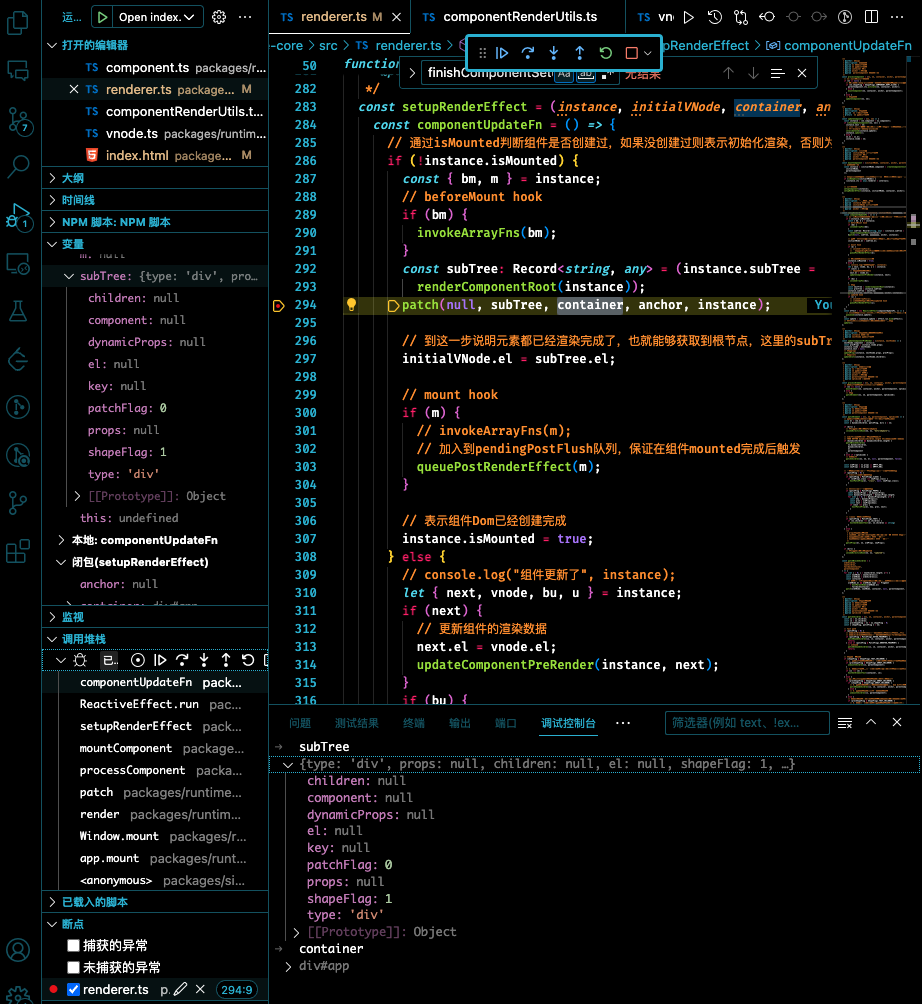 运...
Open index.
···
打开的编辑器
TS component.ts packages/r...
TS renderer.ts package... M
TS componentRenderUtils.t...
TS vnode.ts packages/runtim...
index.html package... M
大纲
时间线
NPM 脚本: NPM 脚本
变量
m: null
subTree: {type: 'div', pro...
children: null
component: null
dynamicProps: null
el: null
key: null
patchFlag: 0
props: null
shapeFlag: 1
type: 'div'
[[Prototype]]: Object
this: undefined
本地: componentUpdateFn
闭包(setupRenderEffect)
anchor: null
container: div#app
监视
调用堆栈
已..
componentUpdateFn pack...
ReactiveEffect.run pac...
setupRenderEffect pack...
mountComponent package...
processComponent packa...
patch packages/runtime...
render packages/runtim...
Window.mount packages/r...
app.mount packages/runt...
<anonymous> packages/si...
已载入的脚本
断点
捕获的异常
未捕获的异常
renderer.ts p. 294:9
7
1
TS renderer.ts M
TS componentRenderUtils.ts
TS vn
-core > src > TS renderer.ts >
pRenderEffect > componentUpdateFn
finishComponentSet
Aa ab .*
无结果
50 function
282 */
283 const setupRenderEffect = (instance, initialVNode, container, an
284 const componentUpdateFn = () => {
285 // 通过isMounted判断组件是否创建过，如果没创建过则表示初始化渲染，否则为
286 if (!instance.isMounted) {
287 const { bm, m } = instance;
288 // beforeMount hook
289 if (bm) {
290 invokeArrayFns(bm);
291 }
292 const subTree: Record<string, any> = (instance.subTree =
293 renderComponentRoot(instance));
294 patch(null, subTree, container, anchor, instance); You
295
296 // 到这一步说明元素都已经渲染完成了，也就能够获取到根节点，这里的subTr
297 initialVNode.el = subTree.el;
298
299 // mount hook
300 if (m) {
301 // invokeArrayFns(m);
302 // 加入到pendingPostFlush队列，保证在组件mounted完成后触发
303 queuePostRenderEffect(m);
304 }
305
306 // 表示组件Dom已经创建完成
307 instance.isMounted = true;
308 } else {
309 // console.log("组件更新了", instance);
310 let { next, vnode, bu, u } = instance;
311 if (next) {
312 // 更新组件的渲染数据
313 next.el = vnode.el;
314 updateComponentPreRender(instance, next);
315 }
316 if (bu) {
问题 测试结果 终端 输出 端口 调试控制台 ···
筛选器(例如 text、!ex...
→ subTree
{type: 'div', props: null, children: null, el: null, shapeFlag: 1, …}
children: null
component: null
dynamicProps: null
el: null
key: null
patchFlag: 0
props: null
shapeFlag: 1
type: 'div'
[[Prototype]]: Object
→ container
div#app